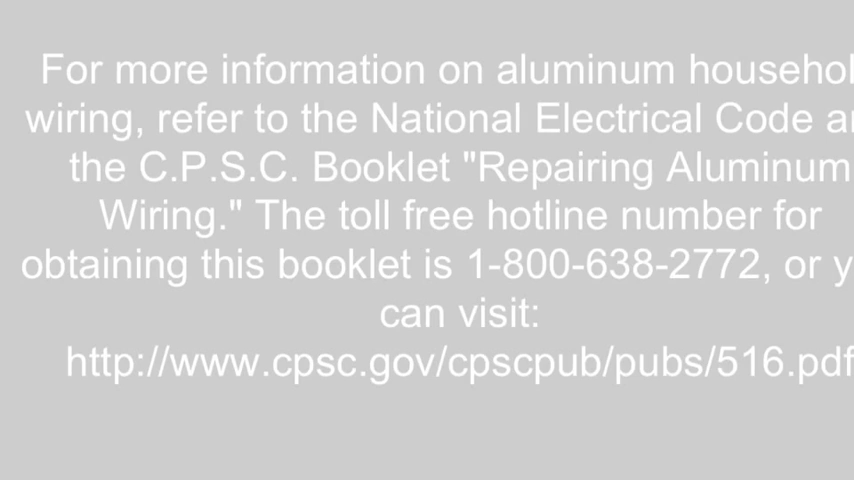 For more information on aluminum househol
wiring, refer to the National Electrical Code a
the C.P.S.C. Booklet "Repairing Aluminum
Wiring." The toll free hotline number for
obtaining this booklet is 1-800-638-2772, or y
can visit:
http://www.cpsc.gov/cpscpub/pubs/516.pdf